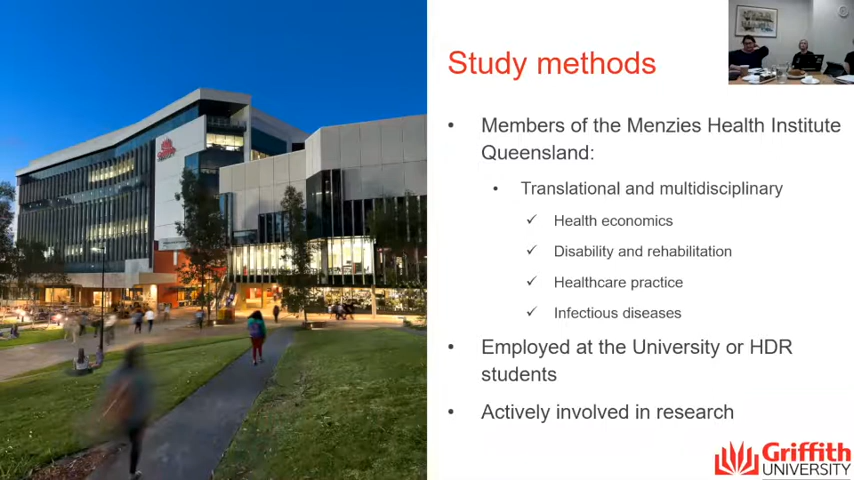 Study methods
• Members of the Menzies Health Institute
Queensland:
• Translational and multidisciplinary
✓ Health economics
✓ Disability and rehabilitation
✓ Healthcare practice
✓ Infectious diseases
• Employed at the University or HDR
students
• Actively involved in research
Griffith
UNIVERSITY